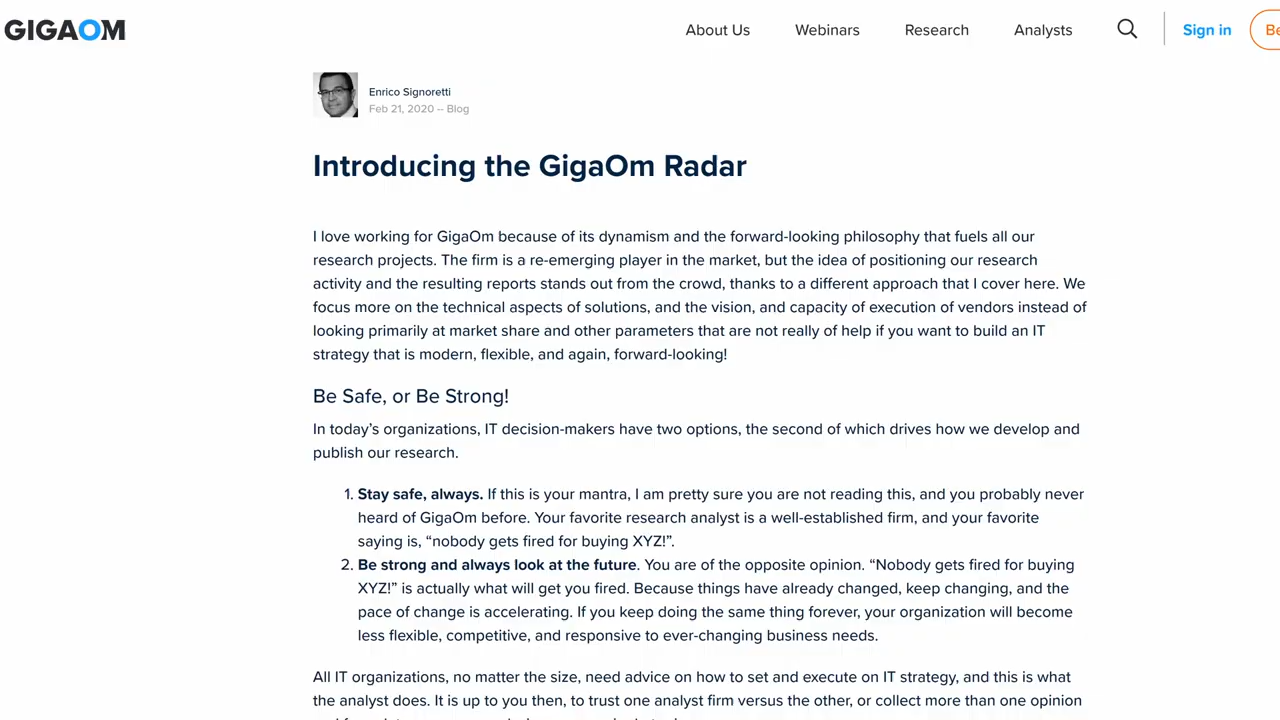 GIGAOM
About Us
Webinars
Research
Analysts
Sign in
Be
Enrico Signoretti
Feb 21, 2020 -- Blog
Introducing the GigaOm Radar
I love working for GigaOm because of its dynamism and the forward-looking philosophy that fuels all our
research projects. The firm is a re-emerging player in the market, but the idea of positioning our research
activity and the resulting reports stands out from the crowd, thanks to a different approach that I cover here. We
focus more on the technical aspects of solutions, and the vision, and capacity of execution of vendors instead of
looking primarily at market share and other parameters that are not really of help if you want to build an IT
strategy that is modern, flexible, and again, forward-looking!
Be Safe, or Be Strong!
In today’s organizations, IT decision-makers have two options, the second of which drives how we develop and
publish our research.
1. Stay safe, always. If this is your mantra, I am pretty sure you are not reading this, and you probably never
heard of GigaOm before. Your favorite research analyst is a well-established firm, and your favorite
saying is, “nobody gets fired for buying XYZ!”.
2. Be strong and always look at the future. You are of the opposite opinion. “Nobody gets fired for buying
XYZ!” is actually what will get you fired. Because things have already changed, keep changing, and the
pace of change is accelerating. If you keep doing the same thing forever, your organization will become
less flexible, competitive, and responsive to ever-changing business needs.
All IT organizations, no matter the size, need advice on how to set and execute on IT strategy, and this is what
the analyst does. It is up to you then, to trust one analyst firm versus the other, or collect more than one opinion